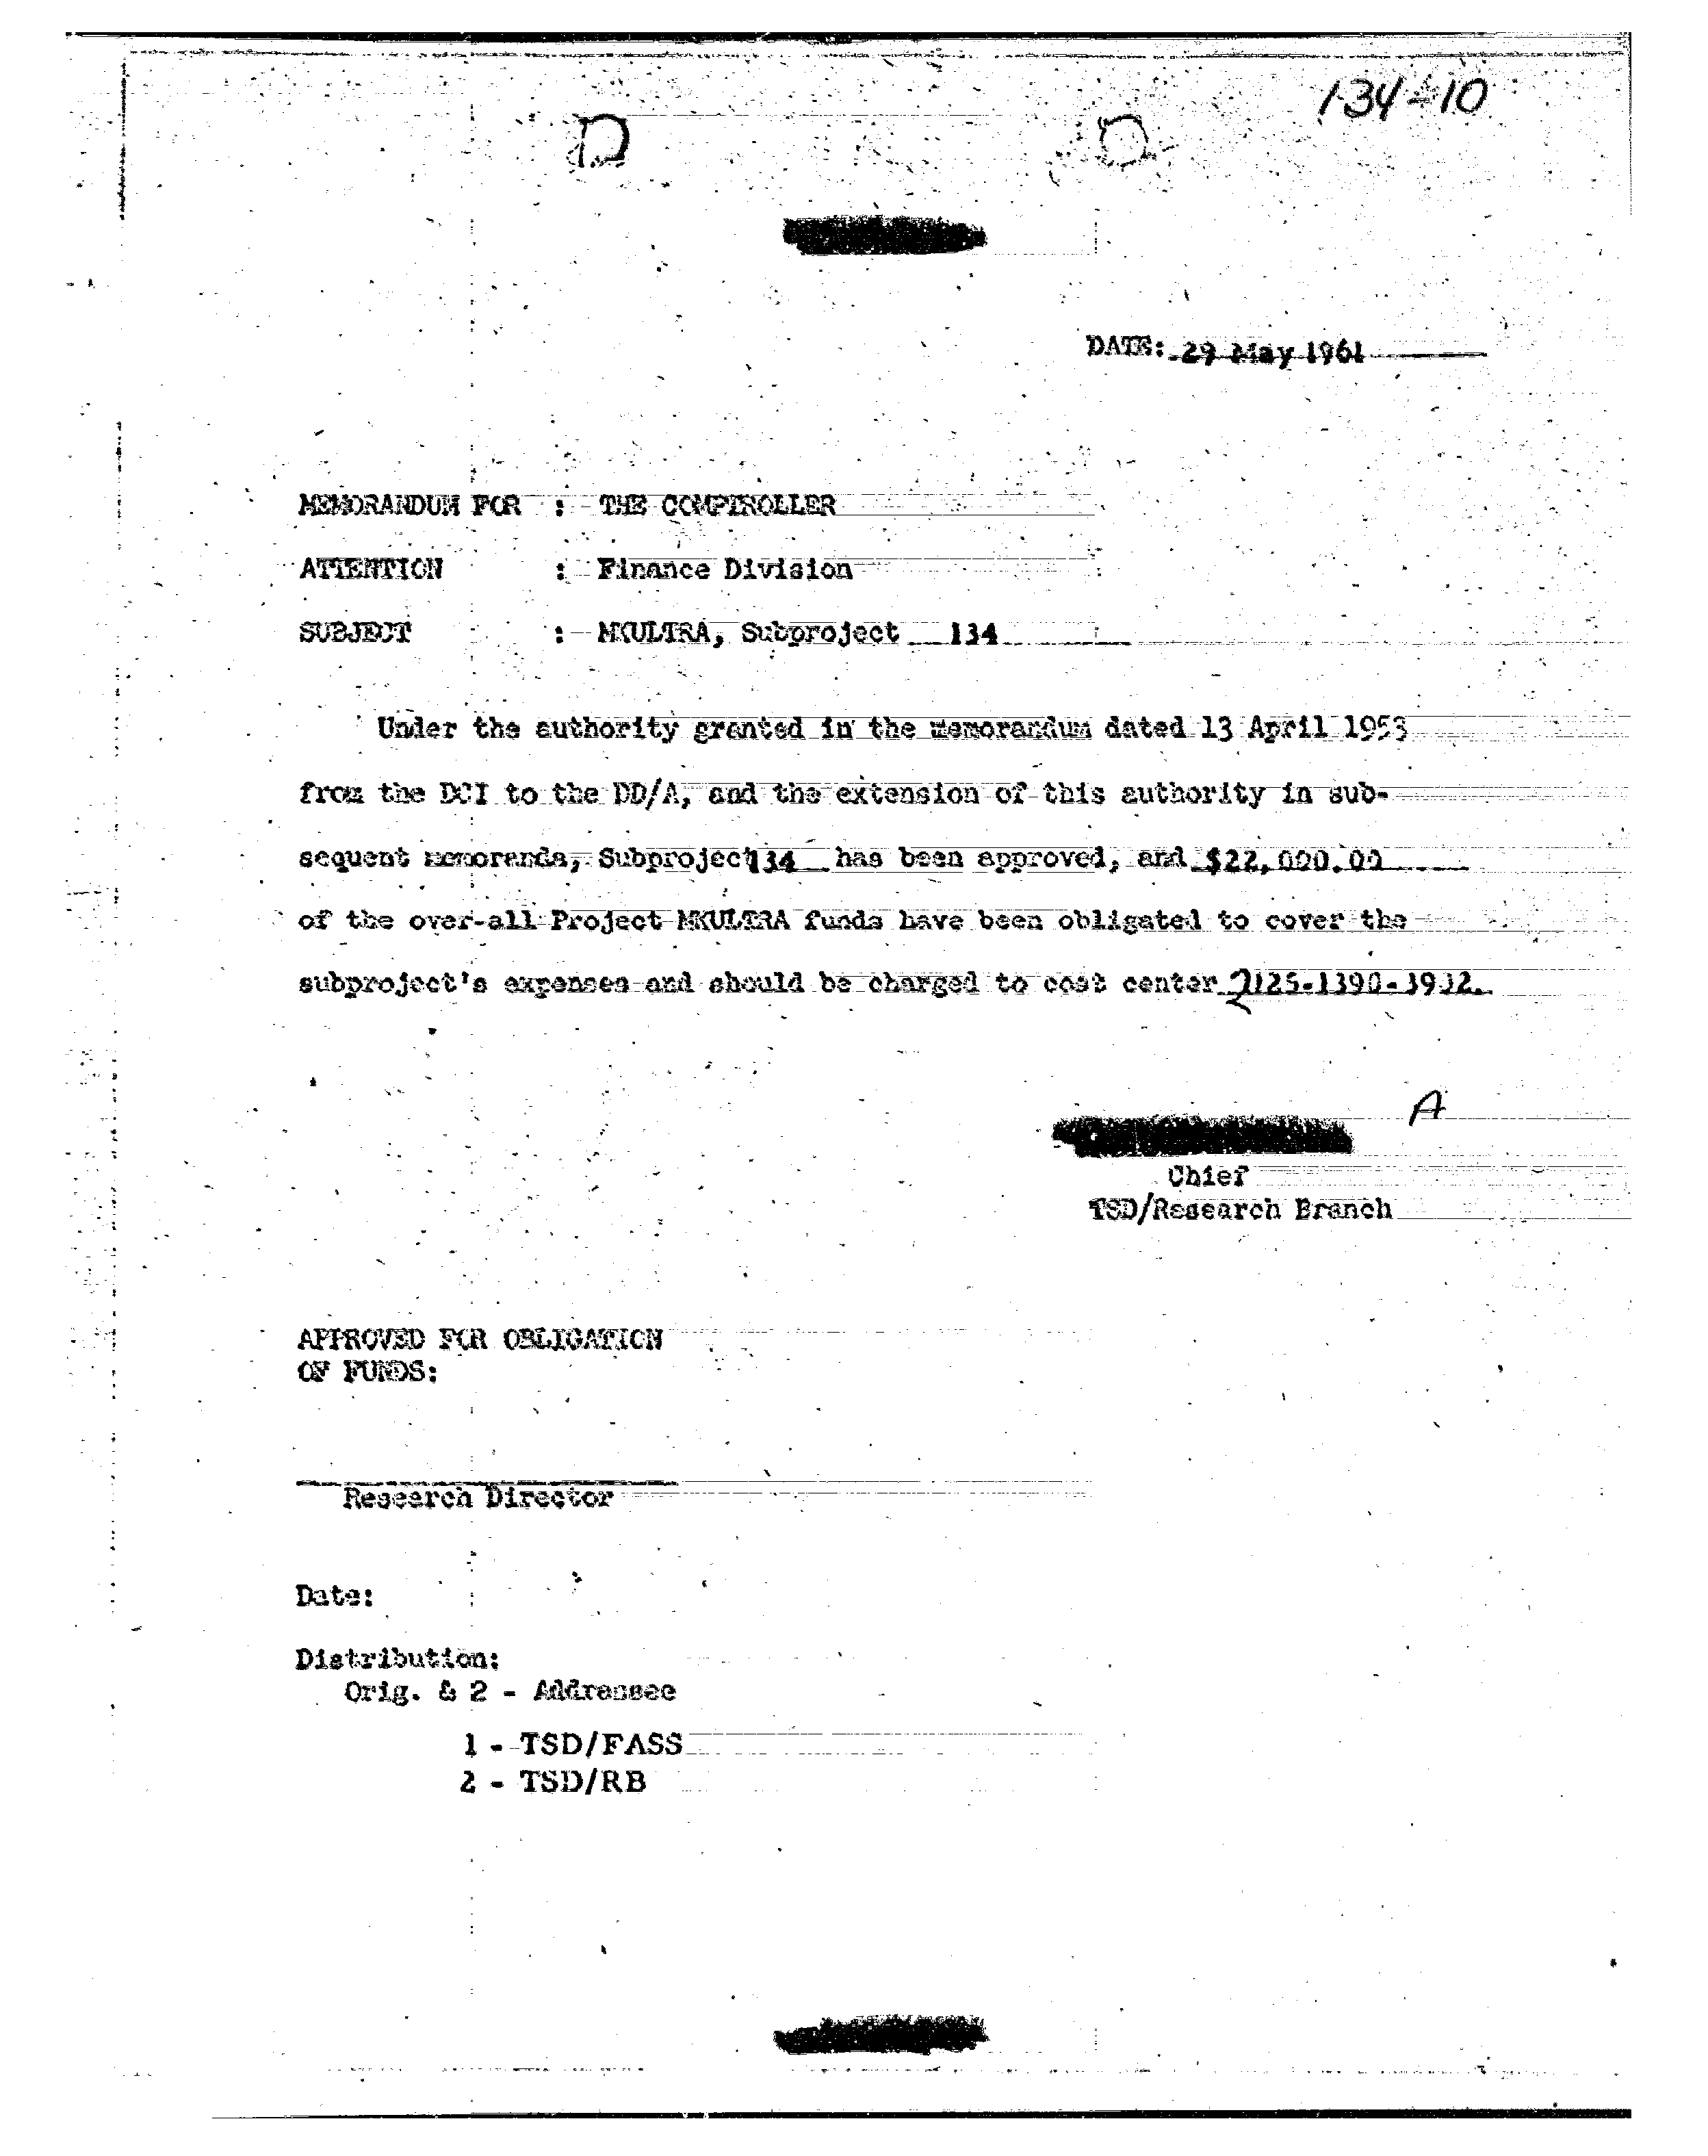 134-10
DATE: 29 May 1961
MEMORANDUM FOR : THE COMPTROLLER
ATTENTION : Finance Division
SUBJECT : MKULTRA, Subproject 134
Under the authority granted in the memorandum dated 13 April 1953
from the DCI to the DD/A, and the extension of this authority in sub-
sequent memoranda, Subproject 134 has been approved, and $22,000.00
of the over-all Project MKULTRA funds have been obligated to cover the
subproject's expenses and should be charged to cost center
A
Chief
TSD/Research Branch
APPROVED FOR OBLIGATION
OF FUNDS:
Research Director
Date:
Distribution:
Orig. & 2 - Addressee
1 - TSD/FASS
2 - TSD/RB